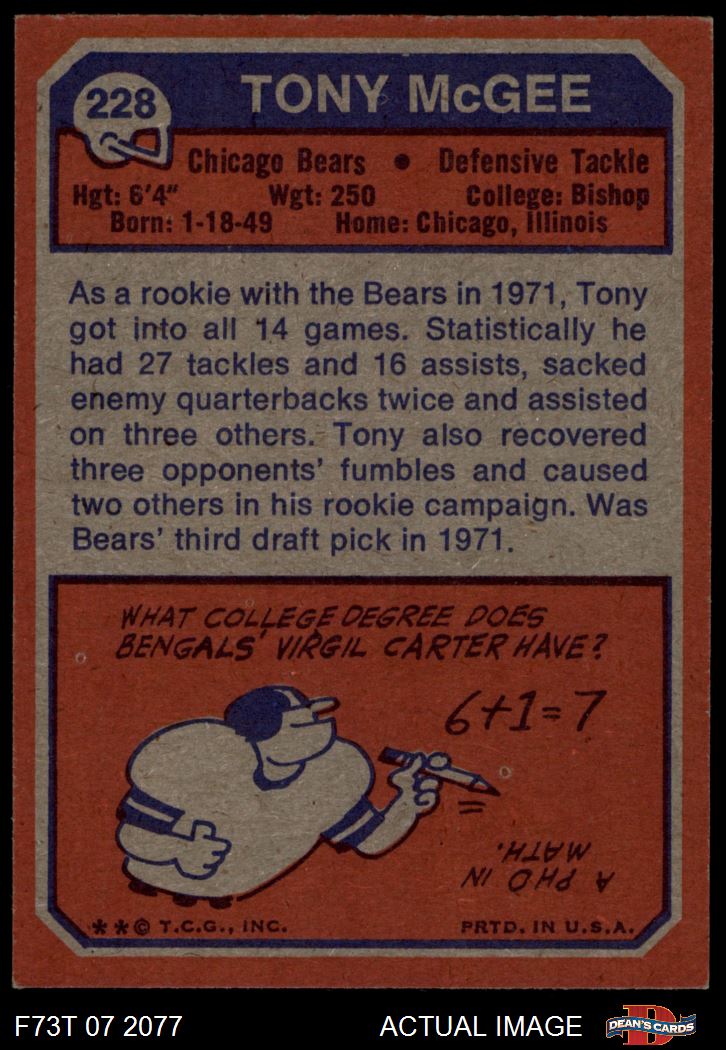 228
TONY McGEE
Chicago Bears • Defensive Tackle
Hgt: 6'4" Wgt: 250 College: Bishop
Born: 1-18-49 Home: Chicago, Illinois
As a rookie with the Bears in 1971, Tony
got into all 14 games. Statistically he
had 27 tackles and 16 assists, sacked
enemy quarterbacks twice and assisted
on three others. Tony also recovered
three opponents' fumbles and caused
two others in his rookie campaign. Was
Bears' third draft pick in 1971.
WHAT COLLEGE DEGREE DOES
BENGALS' VIRGIL CARTER HAVE?
6+1=7
A PHD IN
MATH.
**© T.C.G., INC. PRTD. IN U.S.A.
F73T 07 2077 ACTUAL IMAGE D DEAN'S CARDS